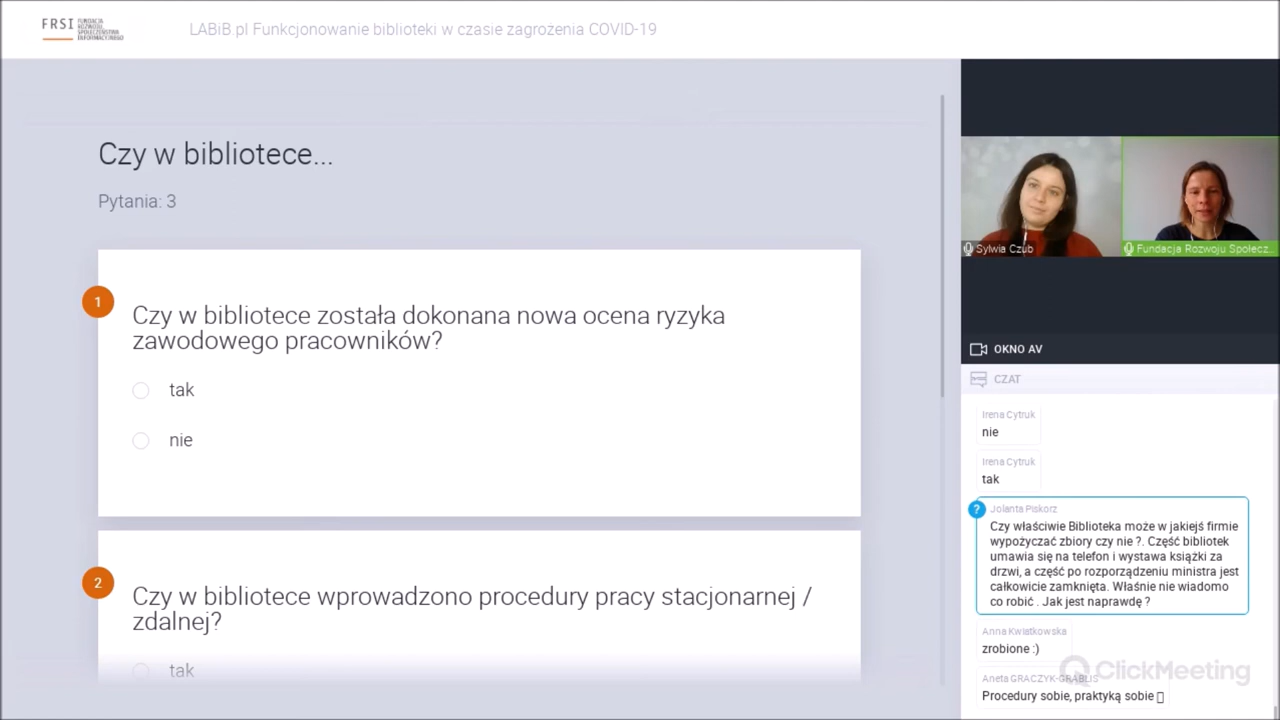 FRSI
FUNDACJA
ROZWOJU
SPOŁECZEŃSTWA
INFORMACYJNEGO
LABiB.pl Funkcjonowanie biblioteki w czasie zagrożenia COVID-19
Czy w bibliotece...
Pytania: 3
1
Czy w bibliotece została dokonana nowa ocena ryzyka
zawodowego pracowników?
tak
nie
2
Czy w bibliotece wprowadzono procedury pracy stacjonarnej /
zdalnej?
tak
Sylwia Czub
Fundacja Rozwoju Społecz...
OKNO AV
CZAT
Irena Cytruk
nie
Irena Cytruk
tak
?
Jolanta Piskorz
Czy właściwie Biblioteka może w jakiejś firmie
wypożyczać zbiory czy nie ?. Część bibliotek
umawia się na telefon i wystawa książki za
drzwi, a część po rozporządzeniu ministra jest
całkowicie zamknięta. Właśnie nie wiadomo
co robić . Jak jest naprawdę ?
Anna Kwiatkowska
zrobione :)
Aneta GRACZYK-GRABLIS
Procedury sobie, praktyką sobie
ClickMeeting